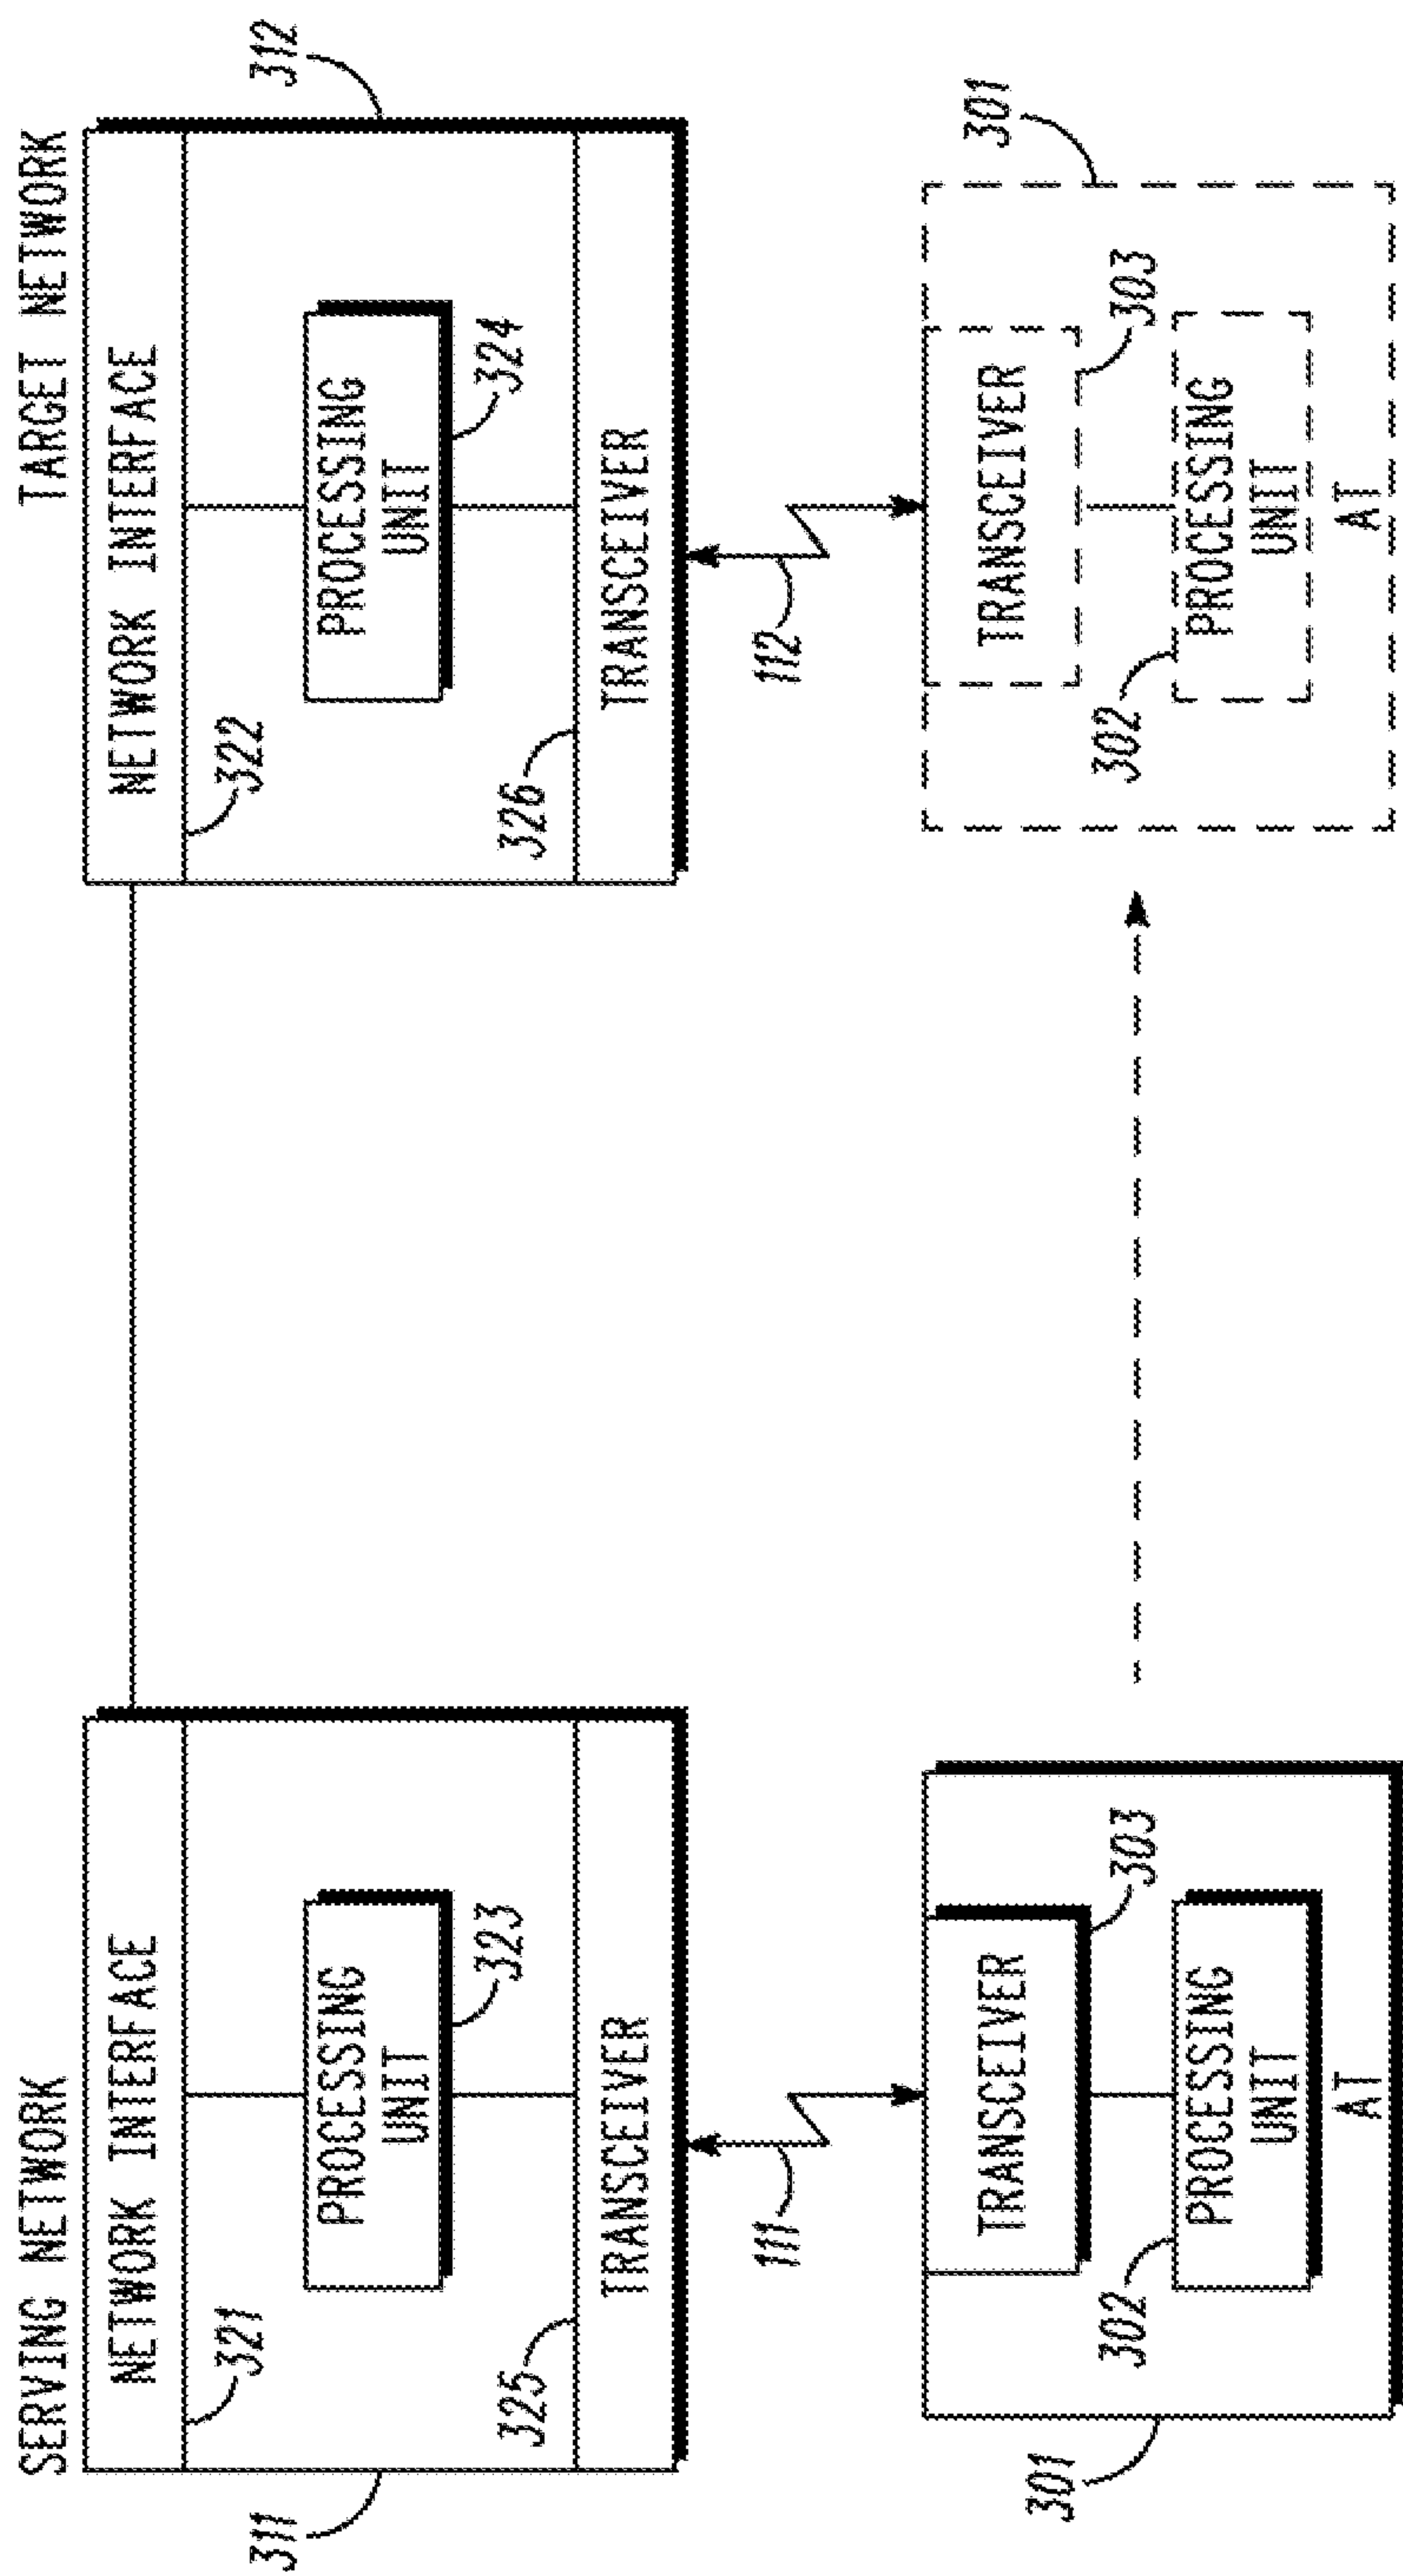 SERVING NETWORK
TARGET NETWORK
311
NETWORK INTERFACE
321
PROCESSING
UNIT
323
325
TRANSCEIVER
312
NETWORK INTERFACE
322
PROCESSING
UNIT
324
326
TRANSCEIVER
111
112
301
TRANSCEIVER
303
302
PROCESSING
UNIT
AT
301
TRANSCEIVER
303
302
PROCESSING
UNIT
AT